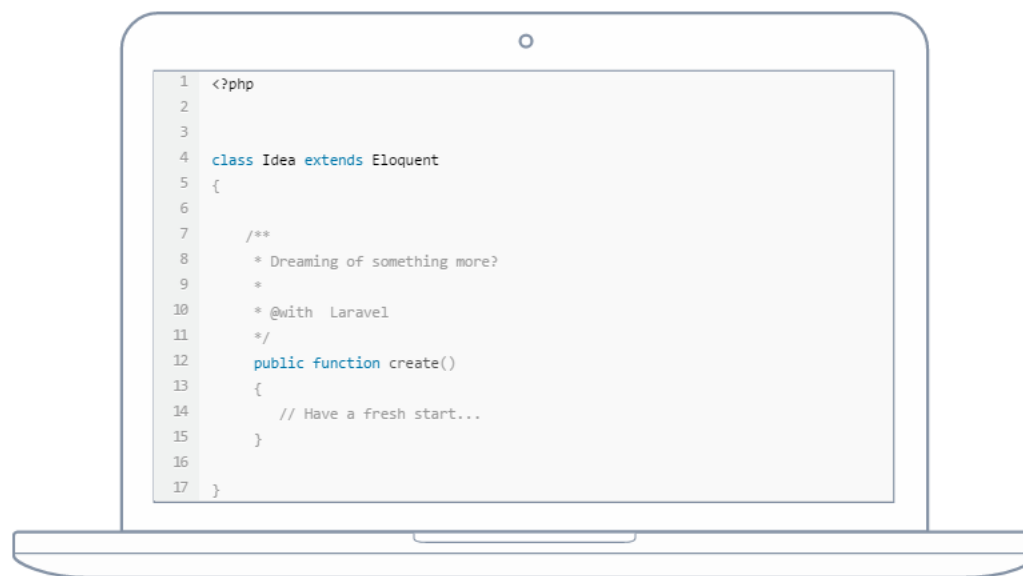 1 <?php
2
3
4 class Idea extends Eloquent
5 {
6
7 /**
8 * Dreaming of something more?
9 *
10 * @with  Laravel
11 */
12 public function create()
13 {
14 // Have a fresh start...
15 }
16
17 }